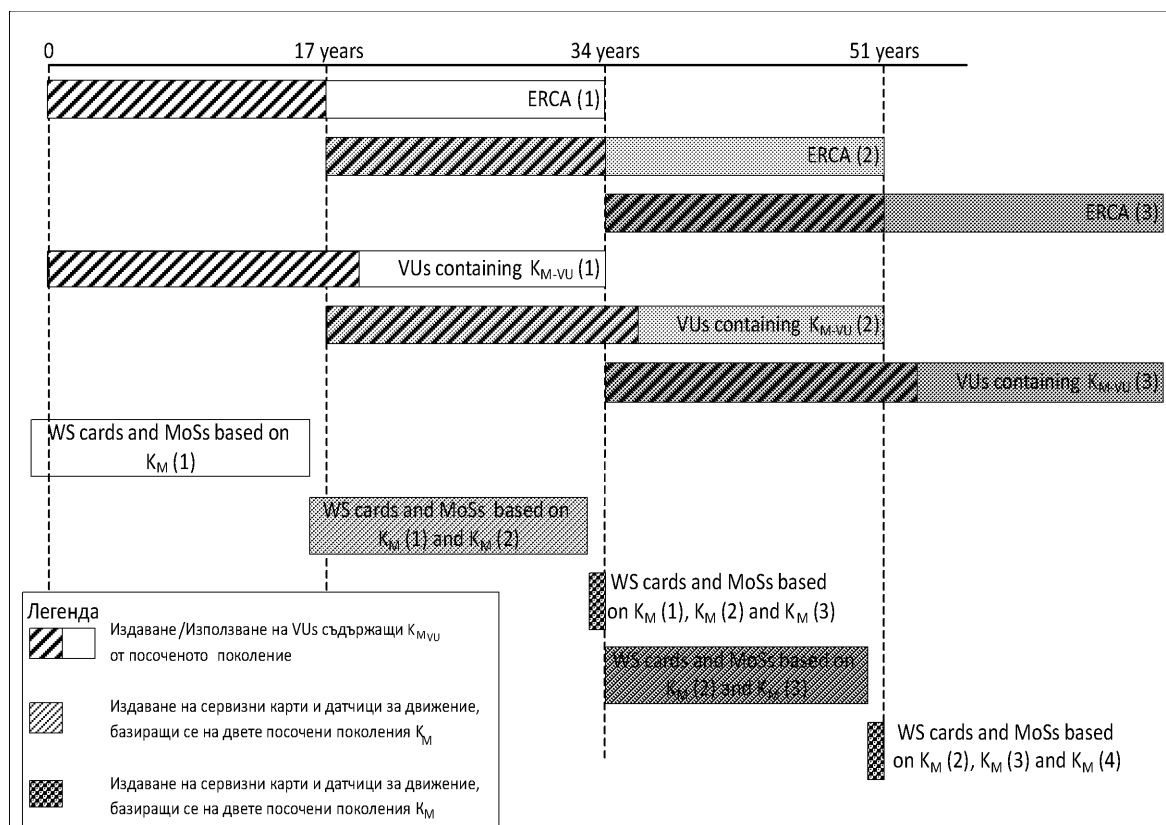 0
17 years
34 years
51 years
ERCA (1)
ERCA (2)
ERCA (3)
VUs containing K_M-VU (1)
VUs containing K_M-VU (2)
VUs containing K_M-VU (3)
WS cards and MoSs based on
K_M (1)
WS cards and MoSs based on
K_M (1) and K_M (2)
WS cards and MoSs based
on K_M (1), K_M (2) and K_M (3)
WS cards and MoSs based on
K_M (2) and K_M (3)
WS cards and MoSs based
on K_M (2), K_M (3) and K_M (4)
Легенда
Издаване/Използване на VUs съдържащи K_MVU
от посоченото поколение
Издаване на сервизни карти и датчици за движение,
базиращи се на двете посочени поколения K_M
Издаване на сервизни карти и датчици за движение,
базиращи се на двете посочени поколения K_M